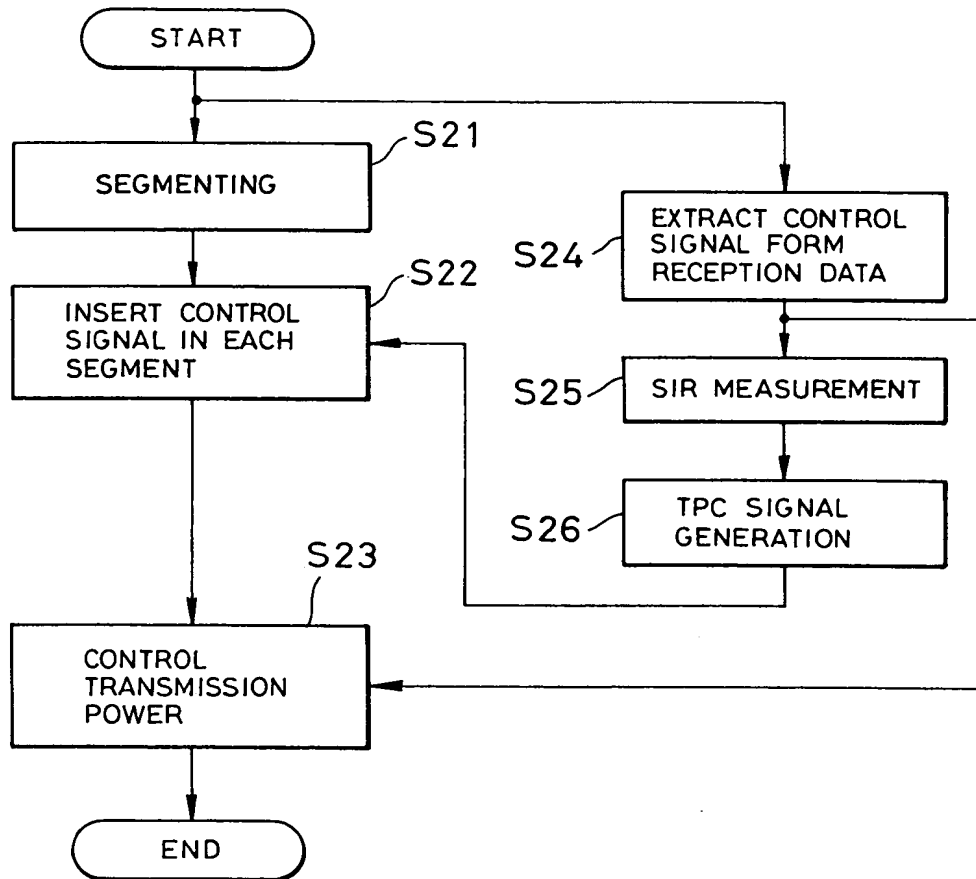 START
S21
SEGMENTING
S22
INSERT CONTROL
SIGNAL IN EACH
SEGMENT
S23
CONTROL
TRANSMISSION
POWER
END
S24
EXTRACT CONTROL
SIGNAL FORM
RECEPTION DATA
S25
SIR MEASUREMENT
S26
TPC SIGNAL
GENERATION